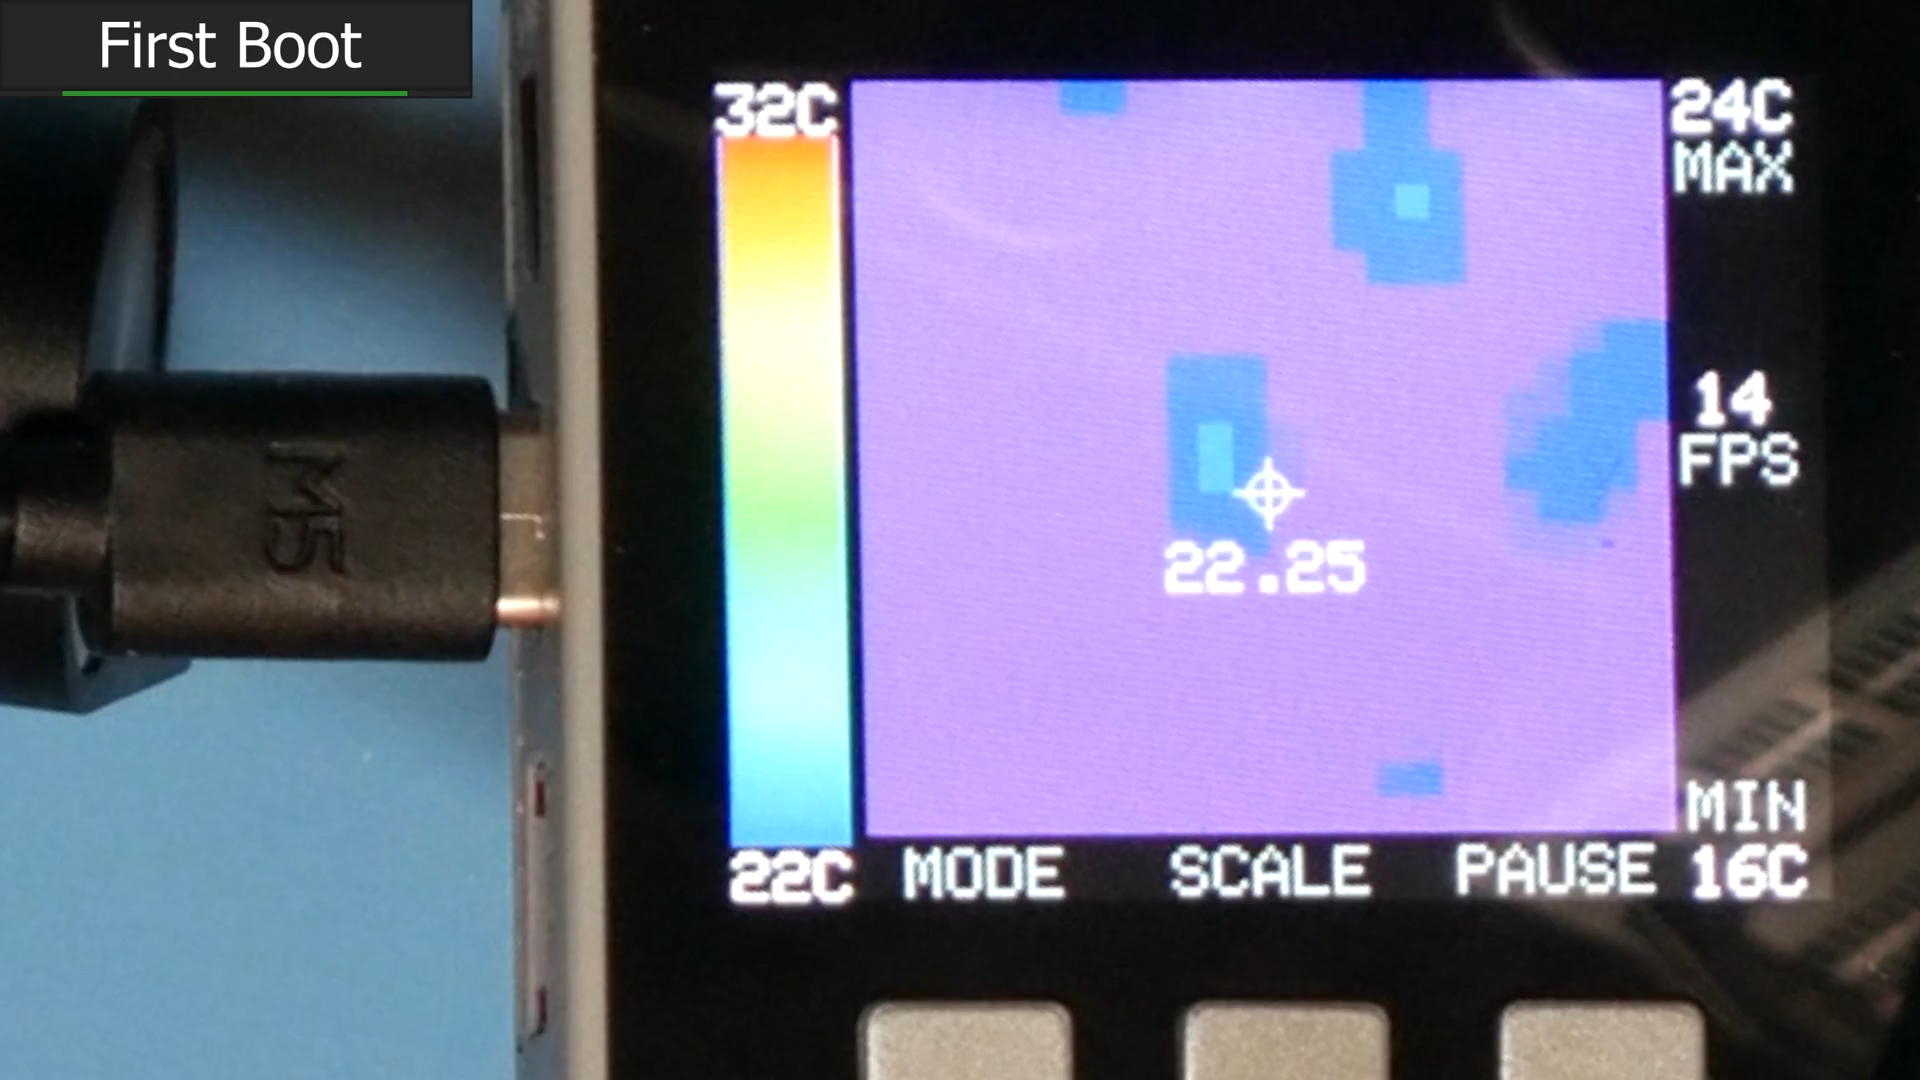 First Boot
32C
24C
MAX
M5
14
FPS
22.25
MIN
22C MODE SCALE PAUSE 16C